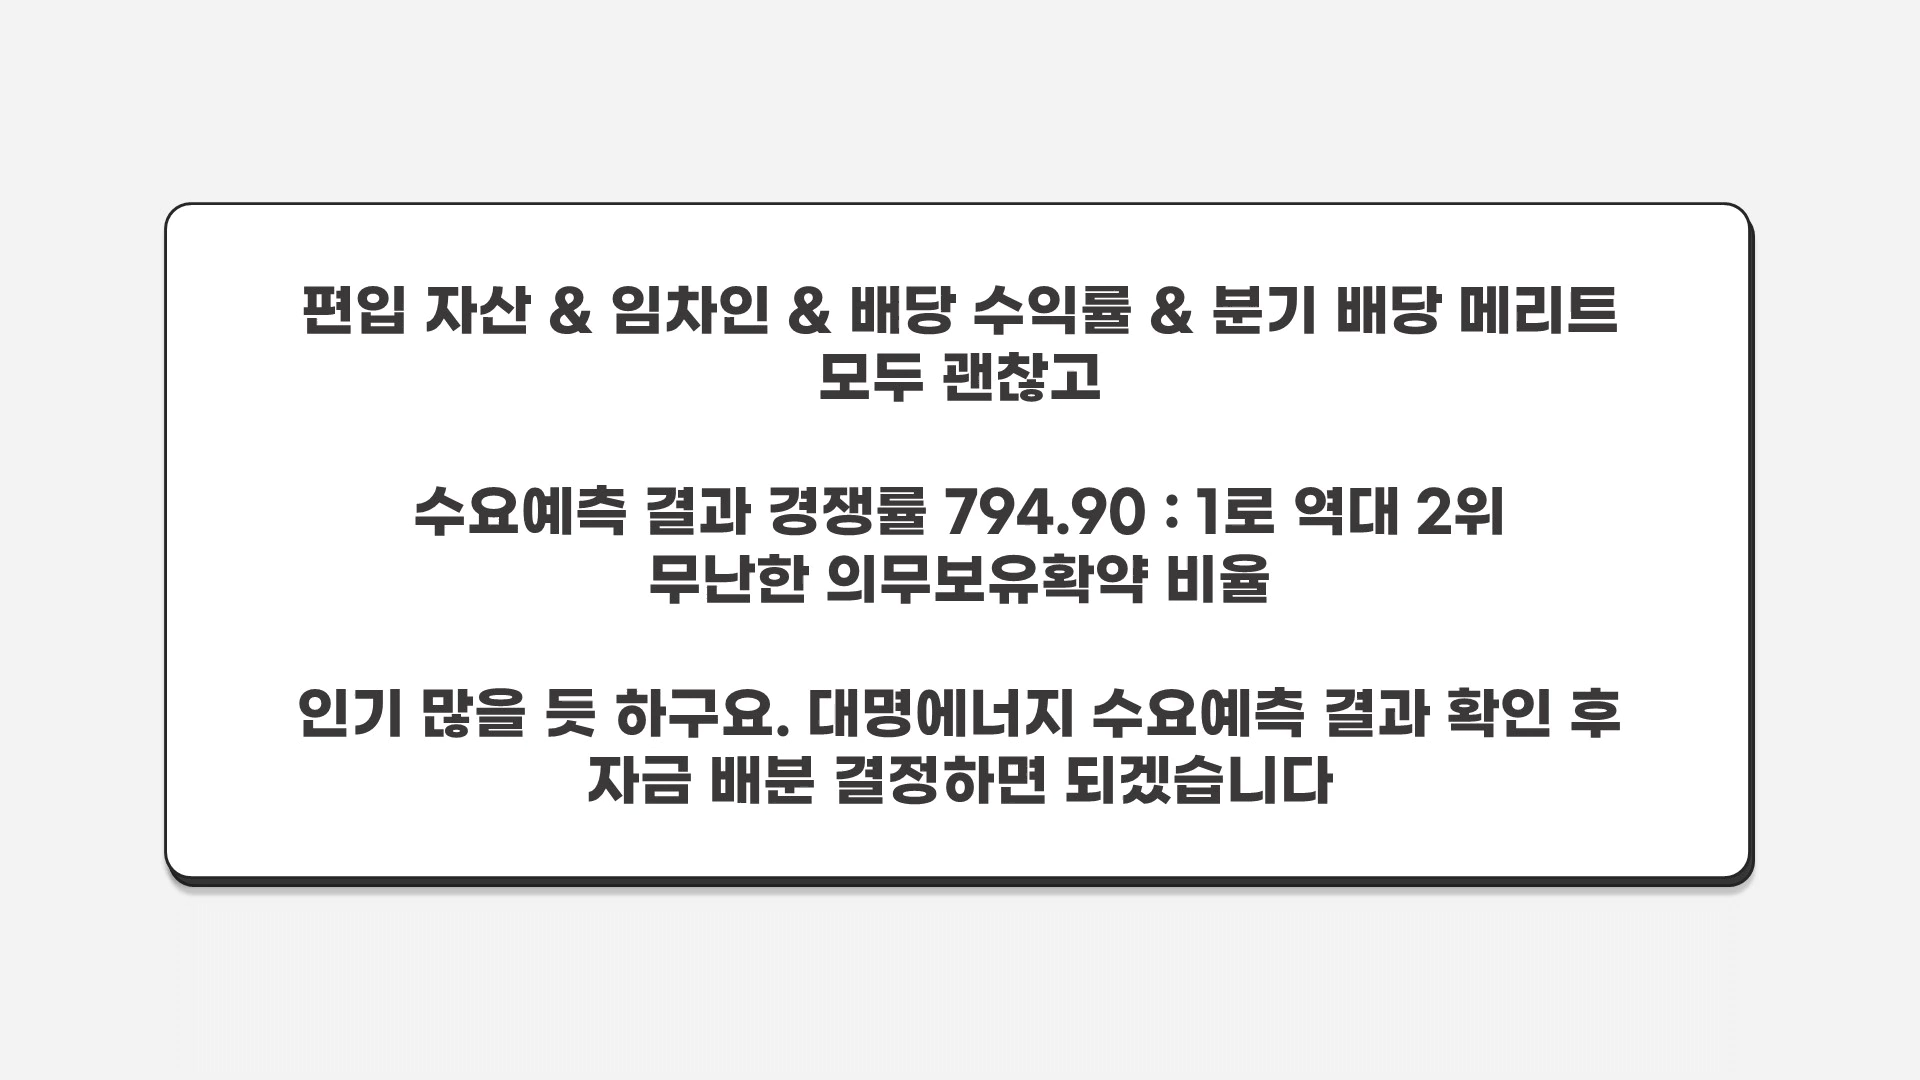 편입 자산 & 임차인 & 배당 수익률 & 분기 배당 메리트
모두 괜찮고
수요예측 결과 경쟁률 794.90 : 1로 역대 2위
무난한 의무보유확약 비율
인기 많을 듯 하구요. 대명에너지 수요예측 결과 확인 후
자금 배분 결정하면 되겠습니다